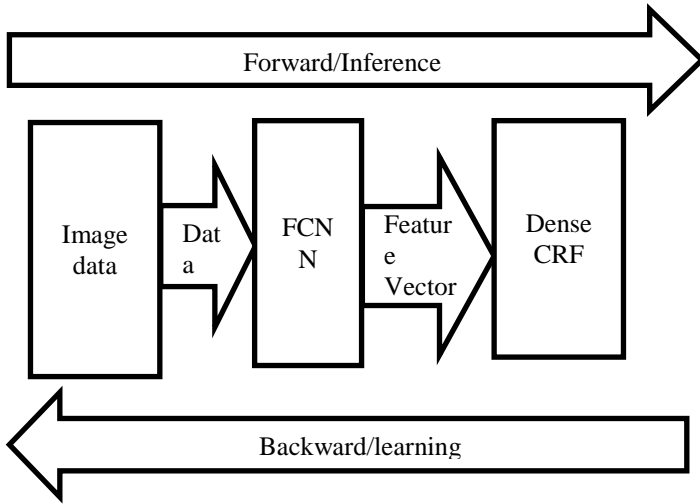 Forward/Inference
Image
data
Dat
a
FCN
N
Featur
e
Vector
Dense
CRF
Backward/learning